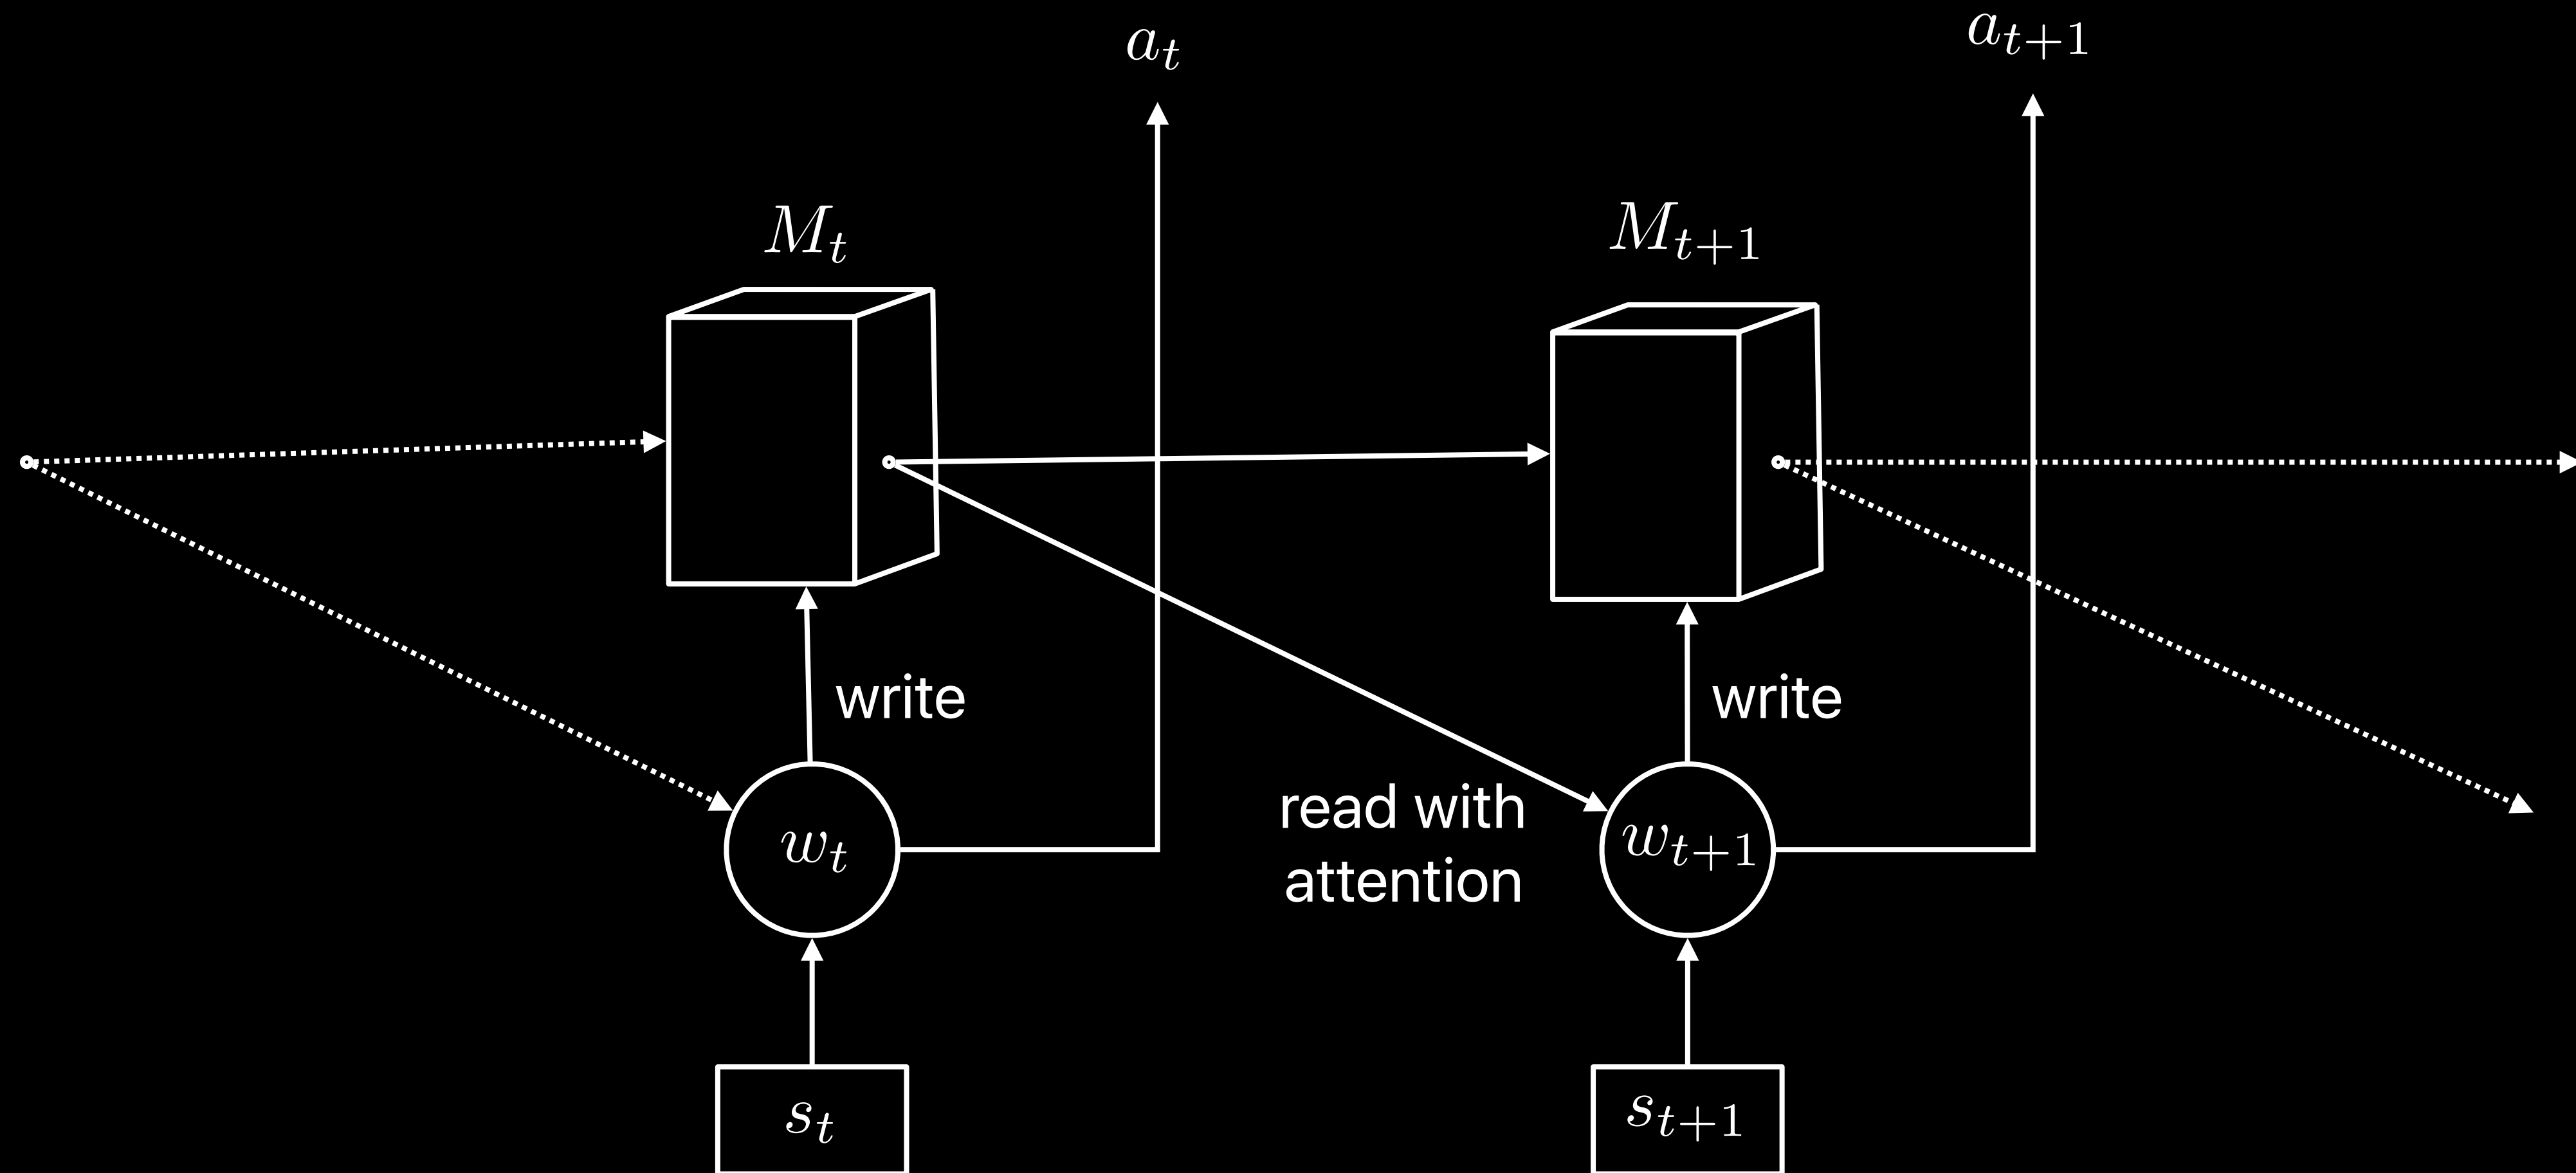 a_t
a_{t+1}
M_t
M_{t+1}
write
write
read with
attention
w_t
w_{t+1}
s_t
s_{t+1}